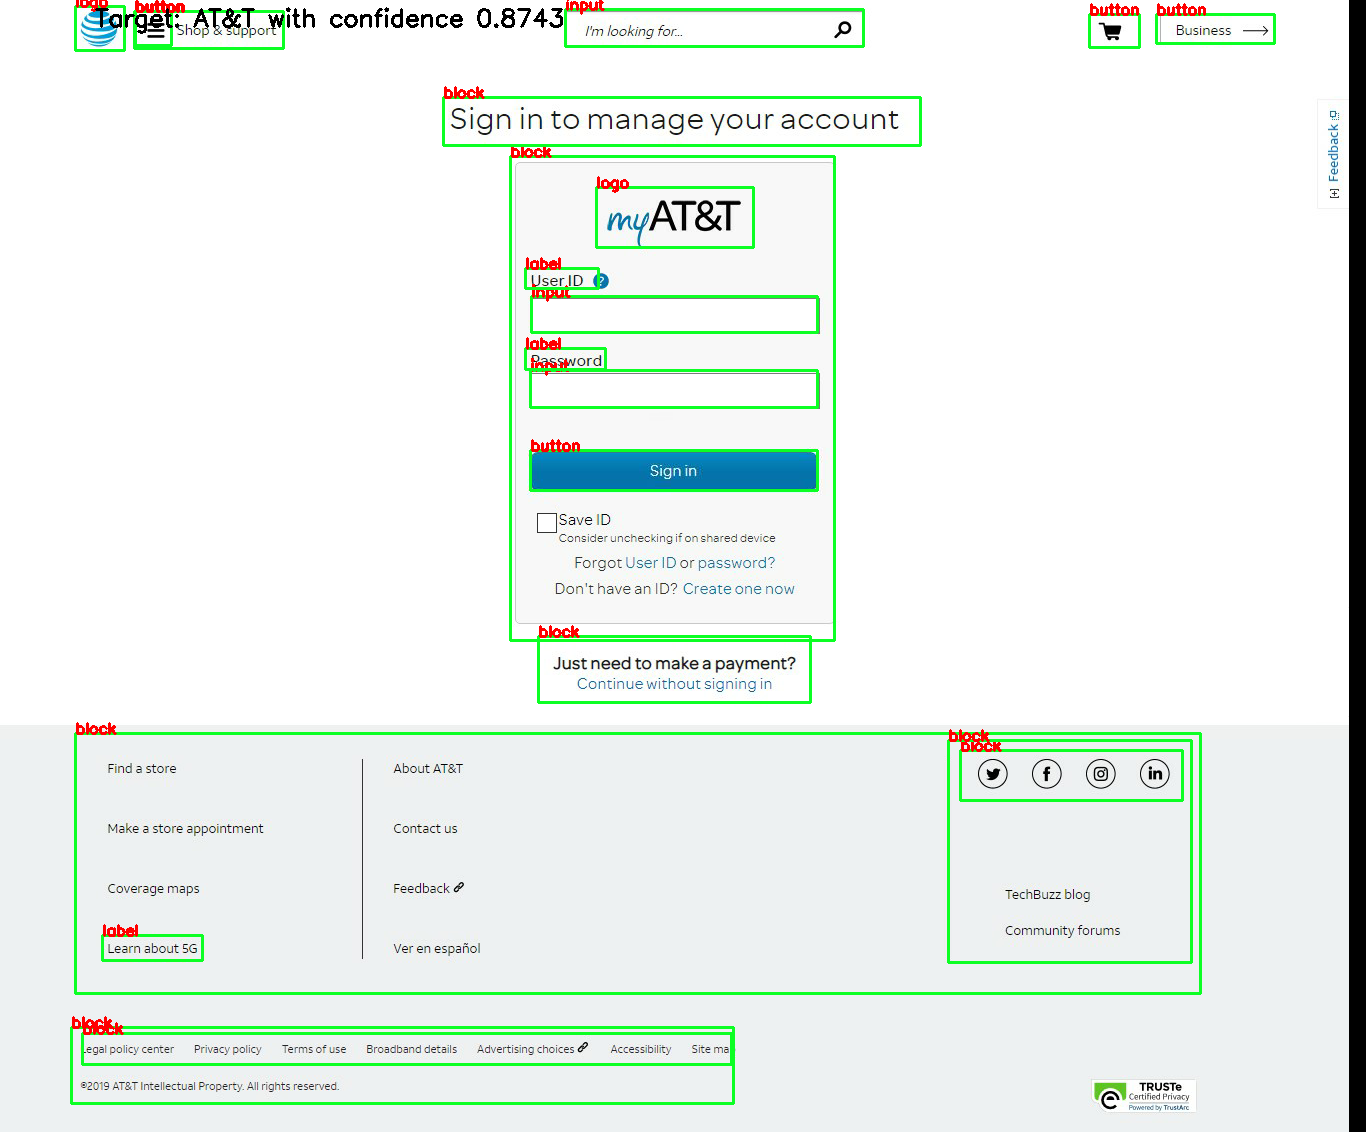 logo
Target: AT&T with confidence 0.8743
button
Shop & support
input
I'm looking for...
button
button
Business
block
Sign in to manage your account
Feedback
block
logo
myAT&T
label
User ID ?
input
label
Password
input
button
Sign in
Save ID
Consider unchecking if on shared device
Forgot User ID or password?
Don't have an ID? Create one now
block
Just need to make a payment?
Continue without signing in
block
block
block
Find a store
About AT&T
Make a store appointment
Contact us
Coverage maps
Feedback
TechBuzz blog
label
Learn about 5G
Ver en español
Community forums
block
block
Legal policy center Privacy policy Terms of use Broadband details Advertising choices Accessibility Site ma
©2019 AT&T Intellectual Property. All rights reserved.
TRUSTe
Certified Privacy
Powered by TrustArc